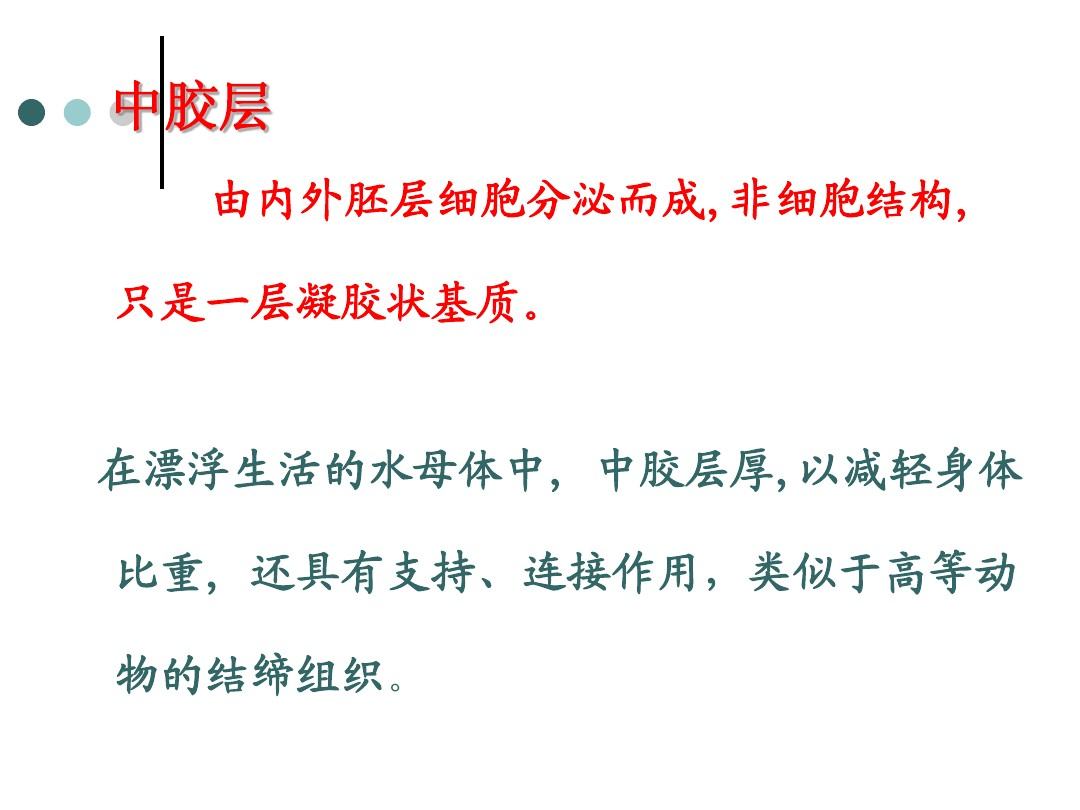 中胶层
由内外胚层细胞分泌而成,非细胞结构,
只是一层凝胶状基质。
在漂浮生活的水母体中,中胶层厚,以减轻身体
比重,还具有支持、连接作用，类似于高等动
物的结缔组织。